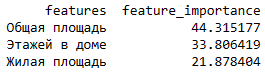 features feature_importance
Общая площадь 44.315177
Этажей в доме 33.806419
Жилая площадь 21.878404